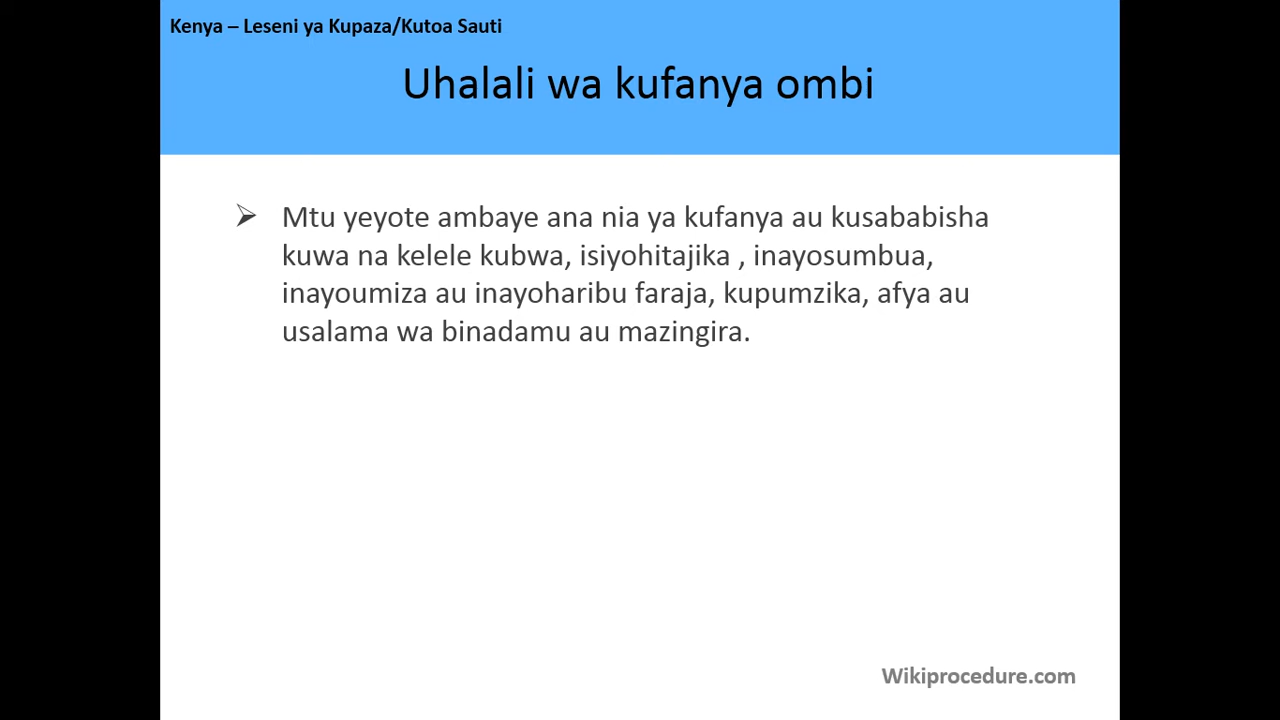 Kenya – Leseni ya Kupaza/Kutoa Sauti
Uhalali wa kufanya ombi
➢ Mtu yeyote ambaye ana nia ya kufanya au kusababisha
kuwa na kelele kubwa, isiyohitajika , inayosumbua,
inayoumiza au inayoharibu faraja, kupumzika, afya au
usalama wa binadamu au mazingira.
Wikiprocedure.com